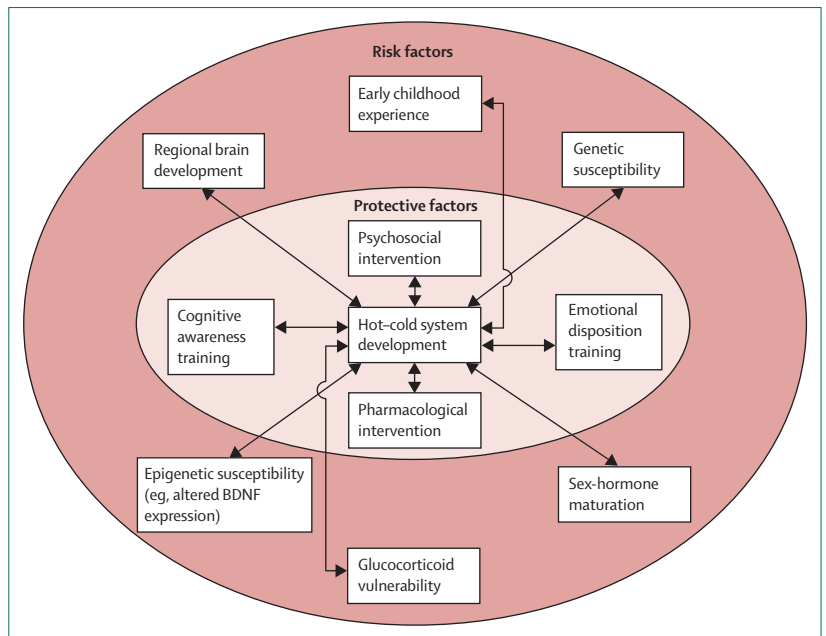 Risk factors
Early childhood
experience
Regional brain
development
Genetic
susceptibility
Protective factors
Psychosocial
intervention
Cognitive
awareness
training
Hot–cold system
development
Emotional
disposition
training
Pharmacological
intervention
Epigenetic susceptibility
(eg, altered BDNF
expression)
Sex-hormone
maturation
Glucocorticoid
vulnerability